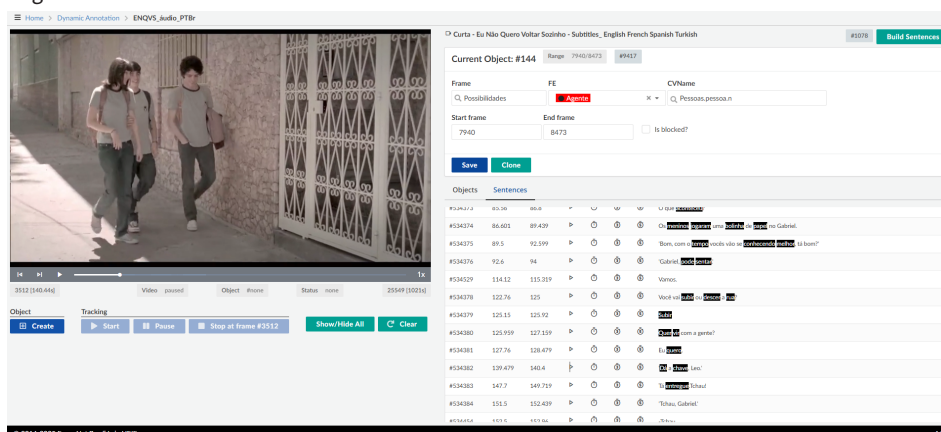 Home > Dynamic Annotation > ENQVS_áudio_PTBr
Curta - Eu Não Quero Voltar Sozinho - Subtitles_ English French Spanish Turkish
#1078 Build Sentences
Current Object: #144 Range 7940/8473 #9417
Frame FE CVName
Possibilidades Agente Pessoas.pessoa.n
Start frame End frame
7940 8473 Is blocked?
Save Clone
Objects Sentences
85.56 86.6
#534374 86.601 89.439 Os meninos jogaram uma bolinha de papel no Gabriel.
#534375 89.5 92.599 'Bom, com o tempo vocês vão se conhecendo melhor, tá bom?'
#534376 92.6 94 'Gabriel, pode sentar
#534529 114.12 115.319 Vamos.
#534378 122.76 125 Você vai subir ou descer a rua
#534379 125.15 125.92 Subir
#534380 125.959 127.159 Quer vir com a gente?
#534381 127.76 128.479 Eu quero
#534382 139.479 140.4 Dá a chave, Leo.'
#534383 147.7 149.719 'Tá entregue Tchau!
#534384 151.5 152.439 'Tchau, Gabriel.'
1x
3512 [140.44s] Video paused Object #none Status none 25549 [1021s]
Object Tracking
Create Start Pause Stop at frame #3512 Show/Hide All Clear